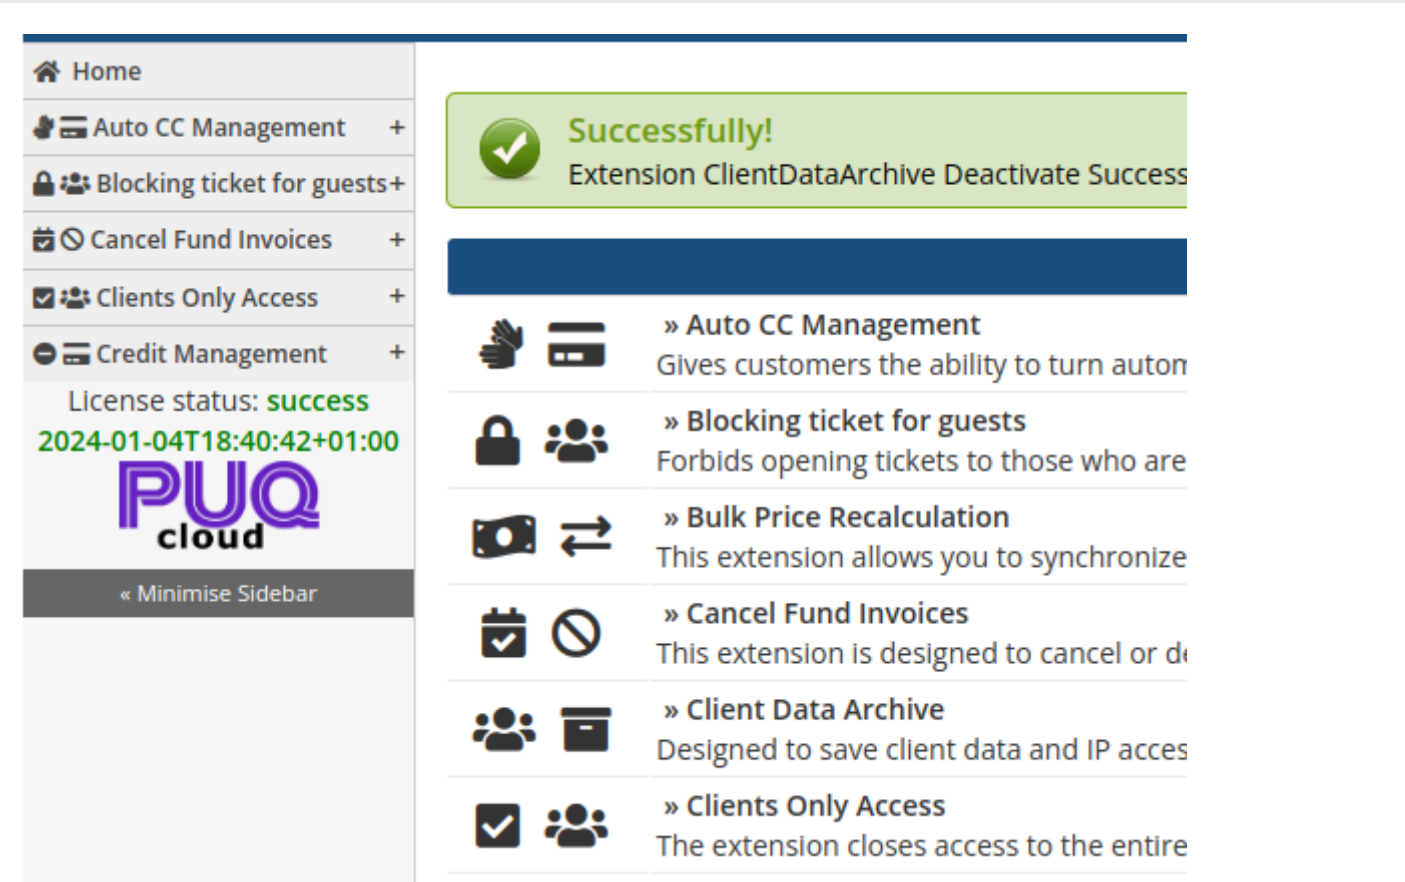 Home
Auto CC Management +
Blocking ticket for guests+
Cancel Fund Invoices +
Clients Only Access +
Credit Management +
License status: success
2024-01-04T18:40:42+01:00
PUQ
cloud
« Minimise Sidebar
Successfully!
Extension ClientDataArchive Deactivate Success
» Auto CC Management
Gives customers the ability to turn
» Blocking ticket for guests
Forbids opening tickets to those who are
» Bulk Price Recalculation
This extension allows you to synchronize
» Cancel Fund Invoices
This extension is designed to cancel or
» Client Data Archive
Designed to save client data and IP
» Clients Only Access
The extension closes access to the entire